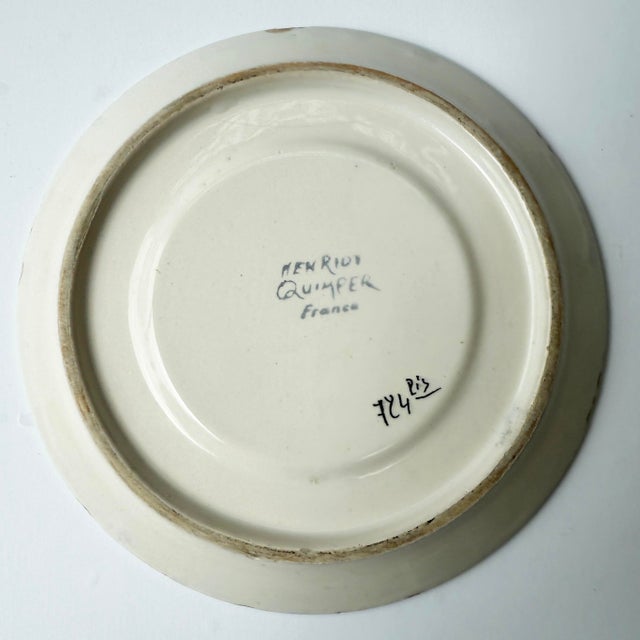 HENRIOT
QUIMPER
France
724 Bis